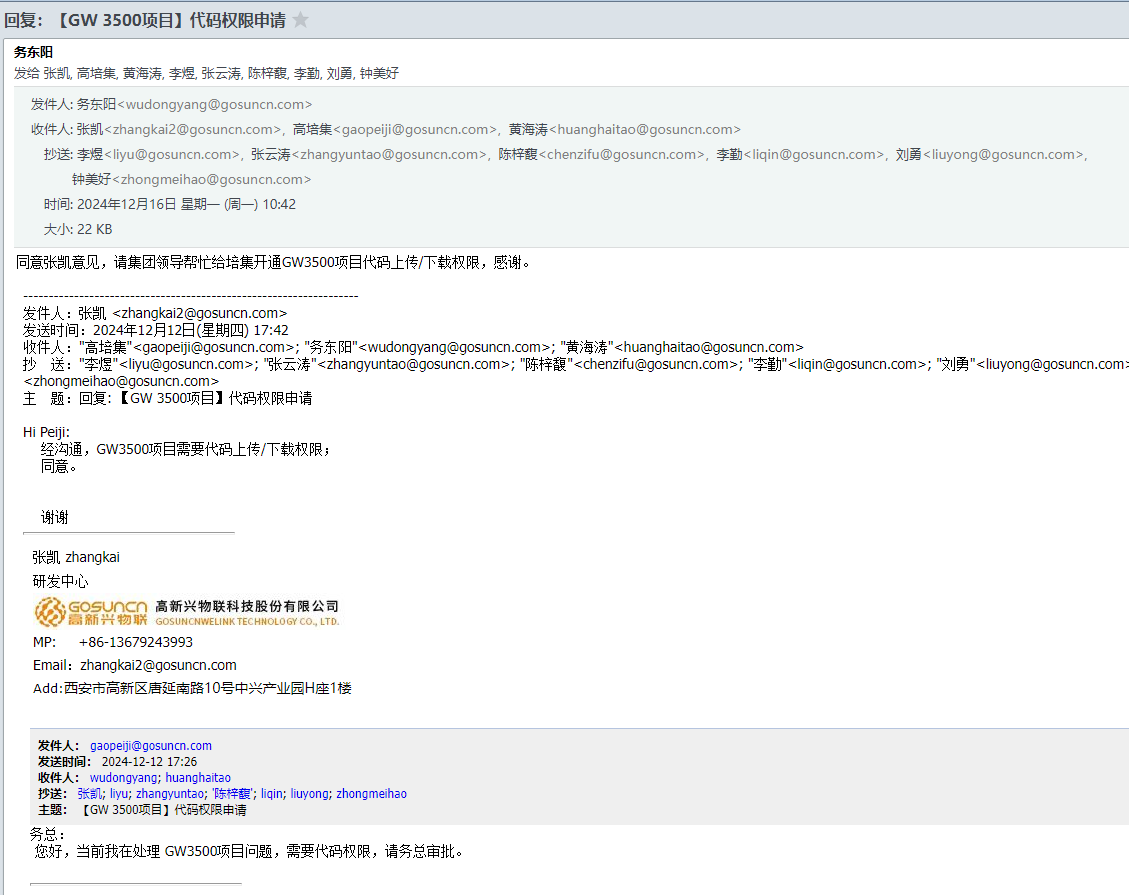 回复: 【GW 3500项目】代码权限申请
务东阳
发给 张凯, 高培集, 黄海涛, 李煜, 张云涛, 陈梓馥, 李勤, 刘勇, 钟美好
发件人: 务东阳<wudongyang@gosuncn.com>
收件人: 张凯<zhangkai2@gosuncn.com>, 高培集<gaopeiji@gosuncn.com>, 黄海涛<huanghaitao@gosuncn.com>
抄送: 李煜<liyu@gosuncn.com>, 张云涛<zhangyuntao@gosuncn.com>, 陈梓馥<chenzifu@gosuncn.com>, 李勤<liqin@gosuncn.com>, 刘勇<liuyong@gosuncn.com>,
钟美好<zhongmeihao@gosuncn.com>
时间: 2024年12月16日 星期一 (周一) 10:42
大小: 22 KB
同意张凯意见，请集团领导帮忙给培集开通GW3500项目代码上传/下载权限，感谢。
------------------------------------------------------------------
发件人：张凯 <zhangkai2@gosuncn.com>
发送时间：2024年12月12日(星期四) 17:42
收件人："高培集"<gaopeiji@gosuncn.com>; "务东阳"<wudongyang@gosuncn.com>; "黄海涛"<huanghaitao@gosuncn.com>
抄　送："李煜"<liyu@gosuncn.com>; "张云涛"<zhangyuntao@gosuncn.com>; "陈梓馥"<chenzifu@gosuncn.com>; "李勤"<liqin@gosuncn.com>; "刘勇"<liuyong@gosuncn.com>
<zhongmeihao@gosuncn.com>
主　题：回复: 【GW 3500项目】代码权限申请
Hi Peiji:
经沟通，GW3500项目需要代码上传/下载权限；
同意。
谢谢
张凯 zhangkai
研发中心
GOSUNCN 高新兴物联科技股份有限公司
高新兴物联 GOSUNCNWELINK TECHNOLOGY CO., LTD.
MP: +86-13679243993
Email：zhangkai2@gosuncn.com
Add:西安市高新区唐延南路10号中兴产业园H座1楼
发件人： gaopeiji@gosuncn.com
发送时间： 2024-12-12 17:26
收件人： wudongyang; huanghaitao
抄送： 张凯; liyu; zhangyuntao; '陈梓馥'; liqin; liuyong; zhongmeihao
主题： 【GW 3500项目】代码权限申请
务总：
您好，当前我在处理 GW3500项目问题，需要代码权限，请务总审批。